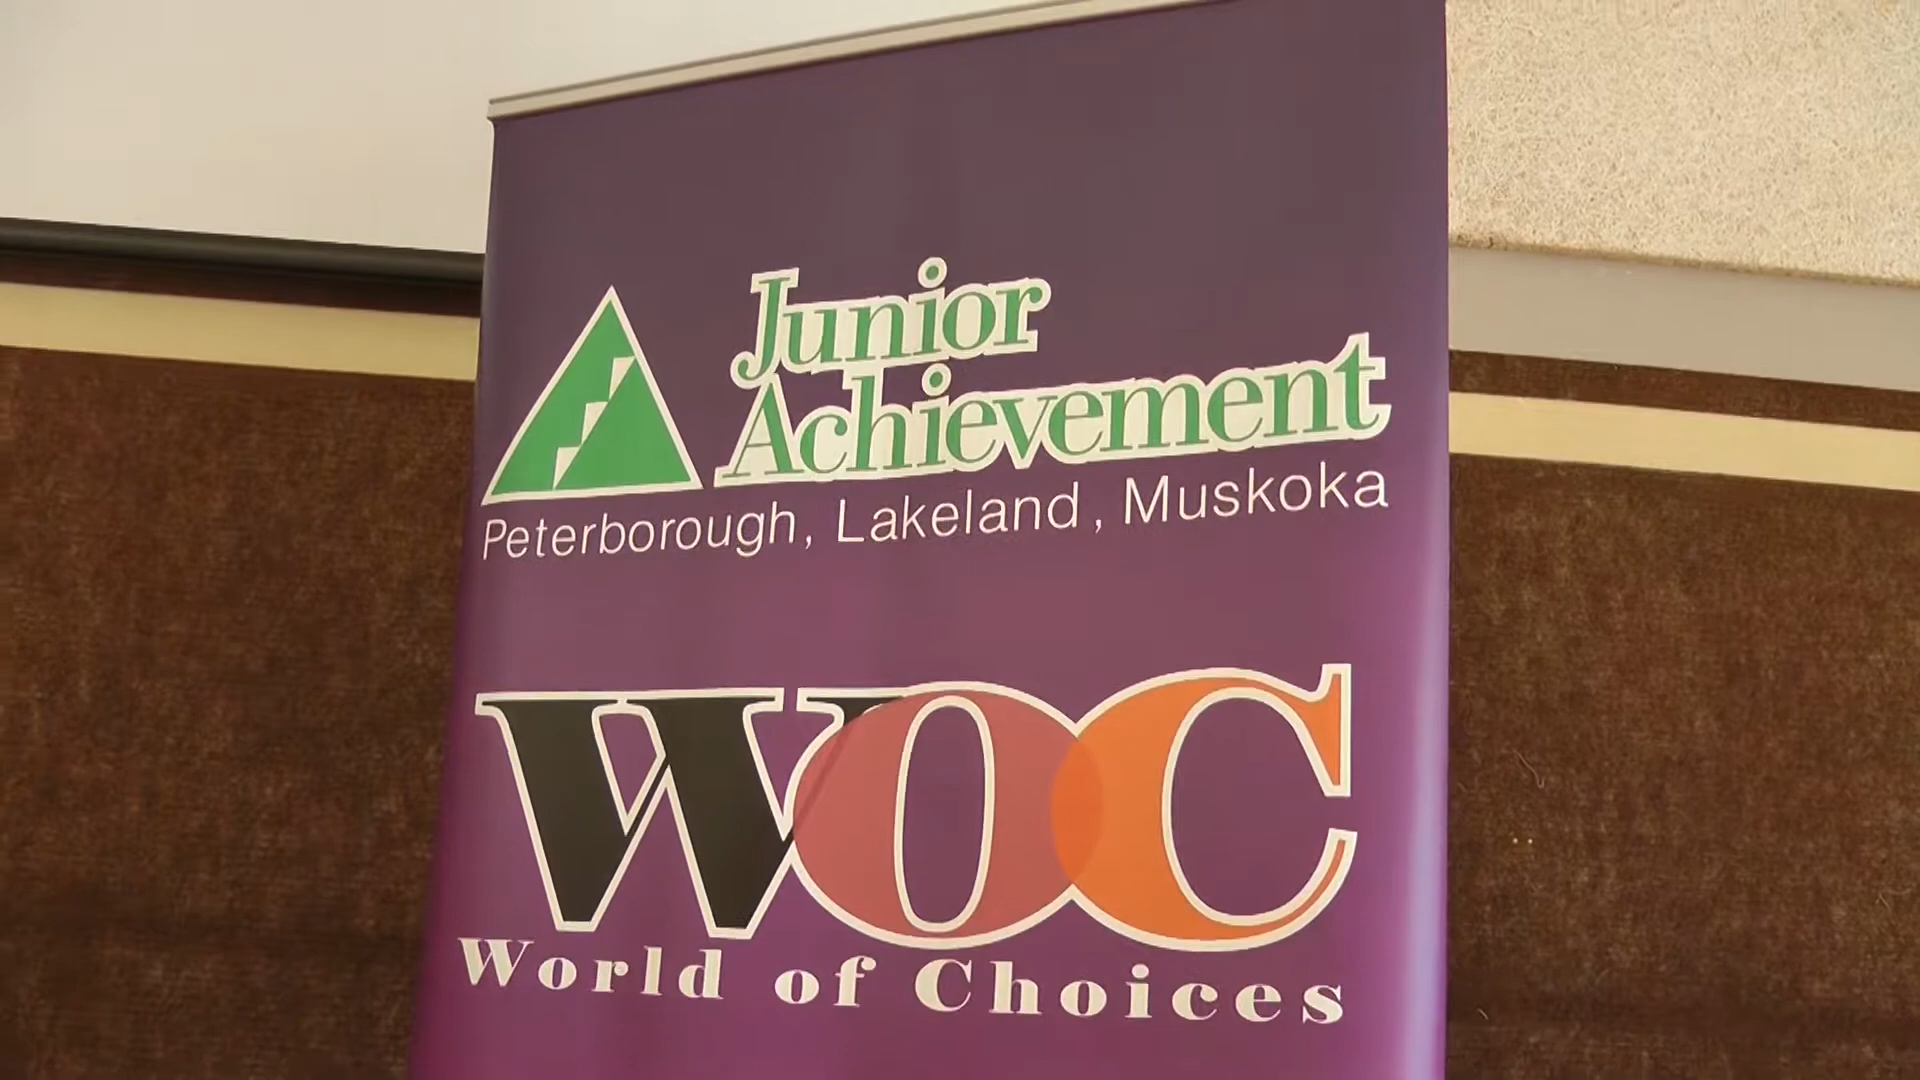 Junior
Achievement
Peterborough, Lakeland, Muskoka
WOC
World of Choices